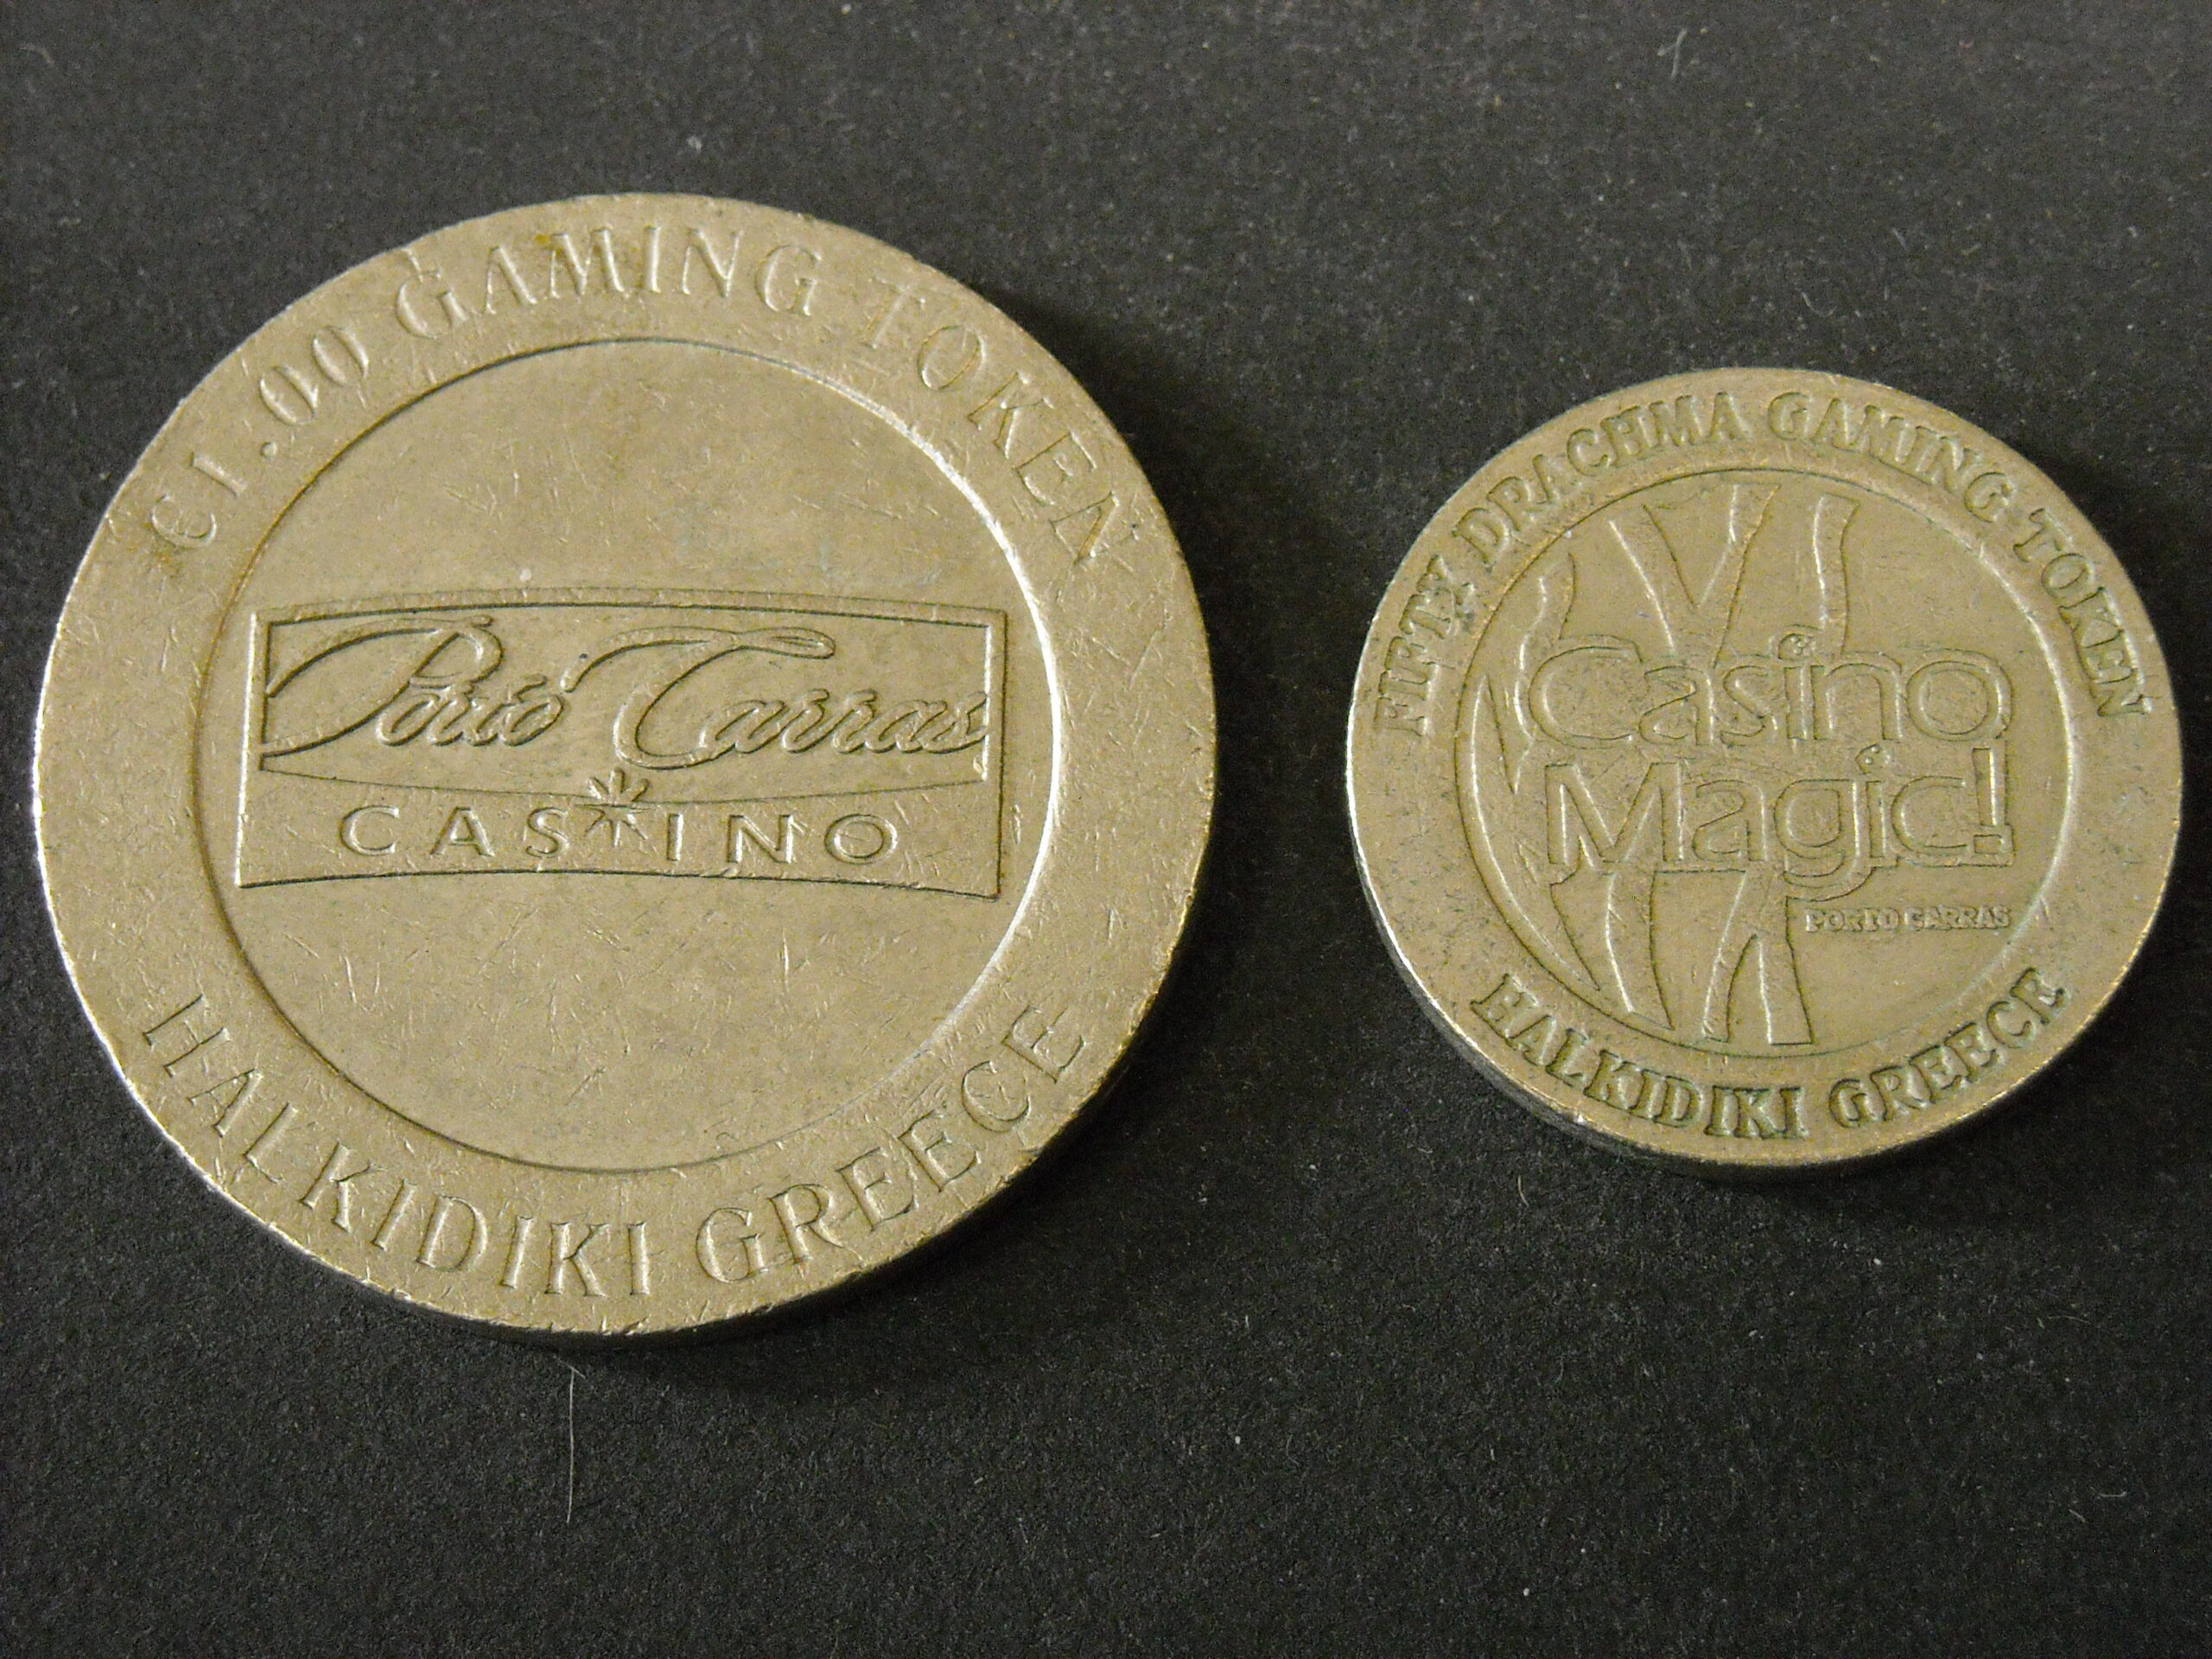 €1.00 GAMING TOKEN
Porto Carras
CASINO
HALKIDIKI GREECE
FIFTY DRACHMA GAMING TOKEN
Casino
Magic!
PORTO CARRAS
HALKIDIKI GREECE